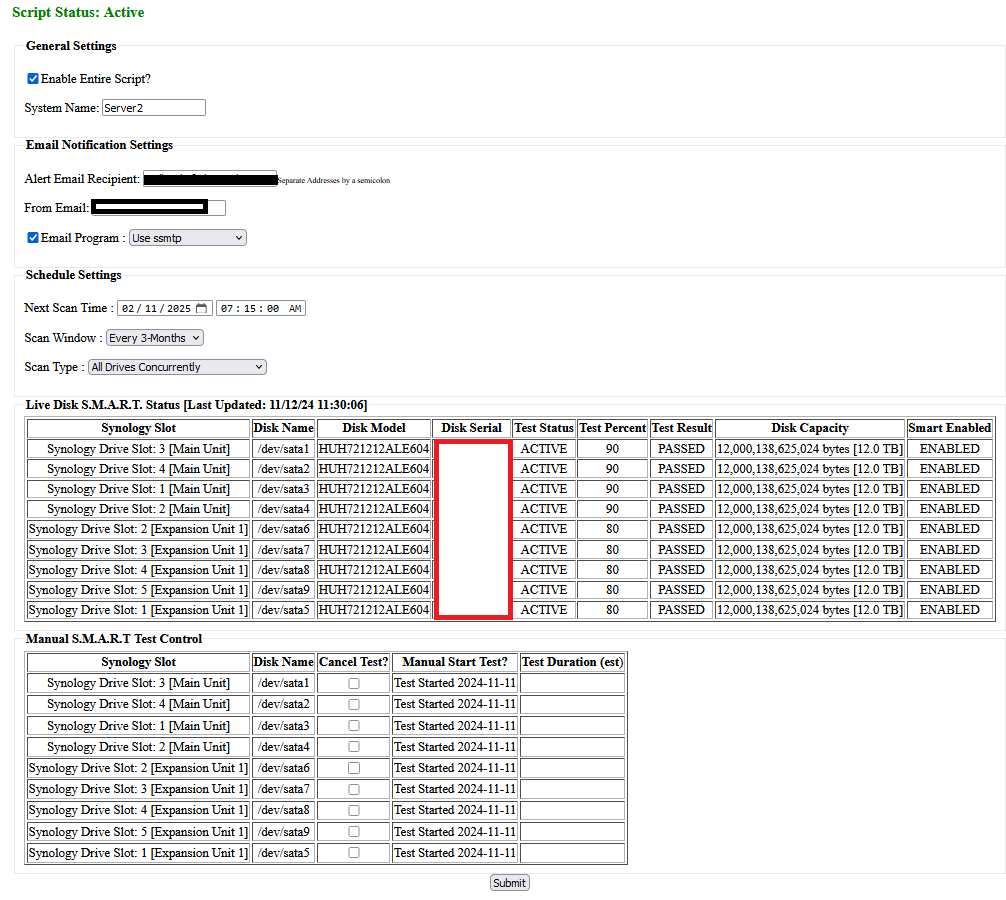 Script Status: Active
General Settings
Enable Entire Script?
System Name: Server2
Email Notification Settings
Alert Email Recipient: Separate Addresses by a semicolon
From Email:
Email Program : Use ssmtp
Schedule Settings
Next Scan Time : 02/11/2025 07:15:00 AM
Scan Window : Every 3-Months
Scan Type : All Drives Concurrently
Live Disk S.M.A.R.T. Status [Last Updated: 11/12/24 11:30:06]
Synology Slot Disk Name Disk Model Disk Serial Test Status Test Percent Test Result Disk Capacity Smart Enabled
Synology Drive Slot: 3 [Main Unit] /dev/sata1 HUH721212ALE604 ACTIVE 90 PASSED 12,000,138,625,024 bytes [12.0 TB] ENABLED
Synology Drive Slot: 4 [Main Unit] /dev/sata2 HUH721212ALE604 ACTIVE 90 PASSED 12,000,138,625,024 bytes [12.0 TB] ENABLED
Synology Drive Slot: 1 [Main Unit] /dev/sata3 HUH721212ALE604 ACTIVE 90 PASSED 12,000,138,625,024 bytes [12.0 TB] ENABLED
Synology Drive Slot: 2 [Main Unit] /dev/sata4 HUH721212ALE604 ACTIVE 90 PASSED 12,000,138,625,024 bytes [12.0 TB] ENABLED
Synology Drive Slot: 2 [Expansion Unit 1] /dev/sata6 HUH721212ALE604 ACTIVE 80 PASSED 12,000,138,625,024 bytes [12.0 TB] ENABLED
Synology Drive Slot: 3 [Expansion Unit 1] /dev/sata7 HUH721212ALE604 ACTIVE 80 PASSED 12,000,138,625,024 bytes [12.0 TB] ENABLED
Synology Drive Slot: 4 [Expansion Unit 1] /dev/sata8 HUH721212ALE604 ACTIVE 80 PASSED 12,000,138,625,024 bytes [12.0 TB] ENABLED
Synology Drive Slot: 5 [Expansion Unit 1] /dev/sata9 HUH721212ALE604 ACTIVE 80 PASSED 12,000,138,625,024 bytes [12.0 TB] ENABLED
Synology Drive Slot: 1 [Expansion Unit 1] /dev/sata5 HUH721212ALE604 ACTIVE 80 PASSED 12,000,138,625,024 bytes [12.0 TB] ENABLED
Manual S.M.A.R.T Test Control
Synology Slot Disk Name Cancel Test? Manual Start Test? Test Duration (est)
Synology Drive Slot: 3 [Main Unit] /dev/sata1 Test Started 2024-11-11
Synology Drive Slot: 4 [Main Unit] /dev/sata2 Test Started 2024-11-11
Synology Drive Slot: 1 [Main Unit] /dev/sata3 Test Started 2024-11-11
Synology Drive Slot: 2 [Main Unit] /dev/sata4 Test Started 2024-11-11
Synology Drive Slot: 2 [Expansion Unit 1] /dev/sata6 Test Started 2024-11-11
Synology Drive Slot: 3 [Expansion Unit 1] /dev/sata7 Test Started 2024-11-11
Synology Drive Slot: 4 [Expansion Unit 1] /dev/sata8 Test Started 2024-11-11
Synology Drive Slot: 5 [Expansion Unit 1] /dev/sata9 Test Started 2024-11-11
Synology Drive Slot: 1 [Expansion Unit 1] /dev/sata5 Test Started 2024-11-11
Submit